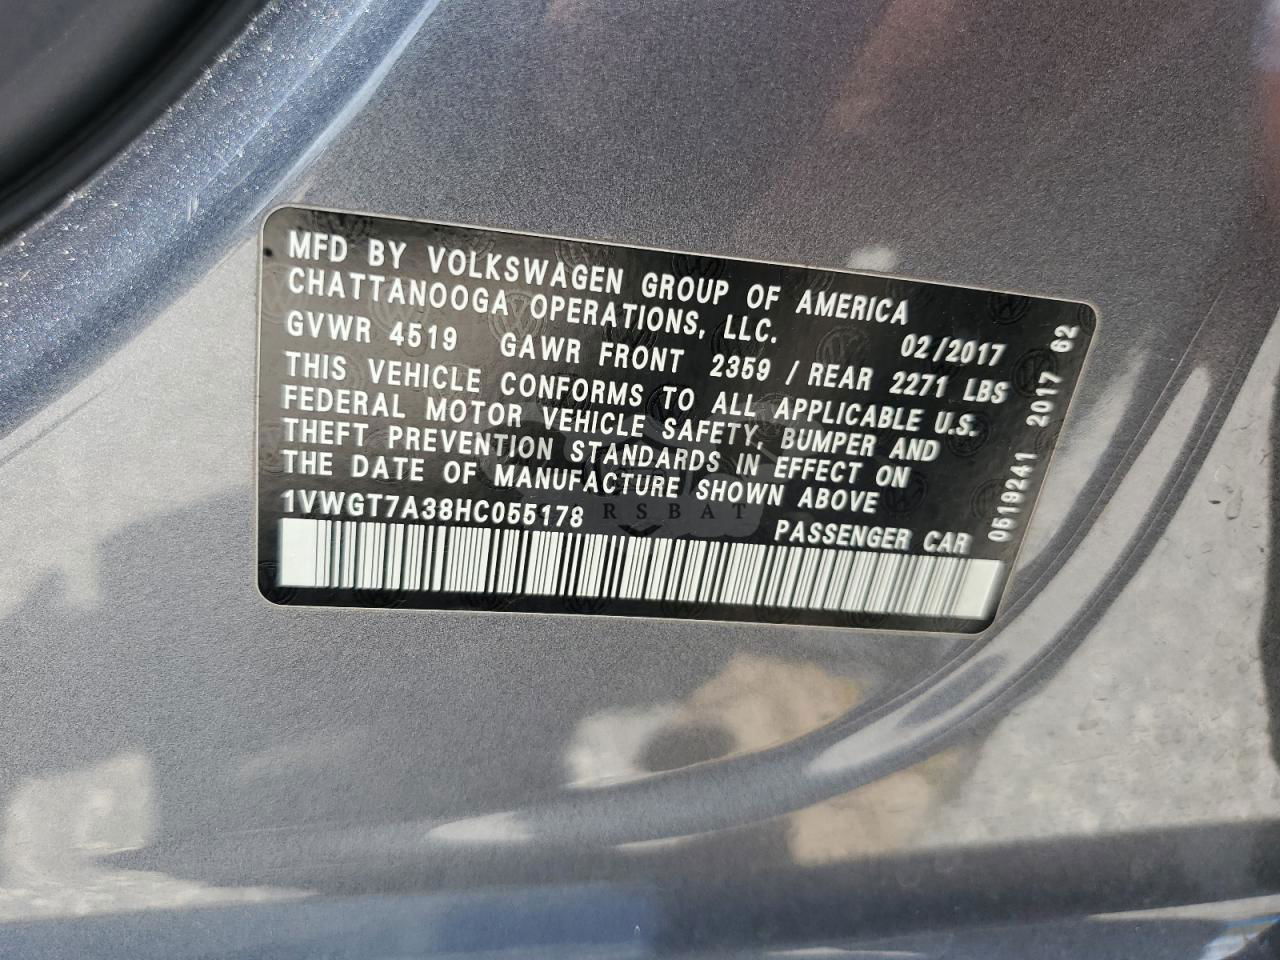 MFD BY VOLKSWAGEN GROUP OF AMERICA
CHATTANOOGA OPERATIONS, LLC.
02/2017
GVWR 4519 GAWR FRONT 2359 / REAR 2271 LBS
THIS VEHICLE CONFORMS TO ALL APPLICABLE U.S.
FEDERAL MOTOR VEHICLE SAFETY, BUMPER AND
THEFT PREVENTION STANDARDS IN EFFECT ON
THE DATE OF MANUFACTURE SHOWN ABOVE
1VWGT7A38HC055178
PASSENGER CAR
0619241 2017 62